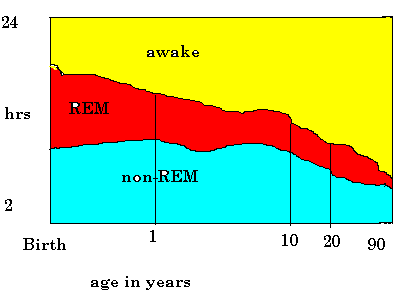 24
awake
REM
hrs
non-REM
2
Birth
1
10
20
90
age in years